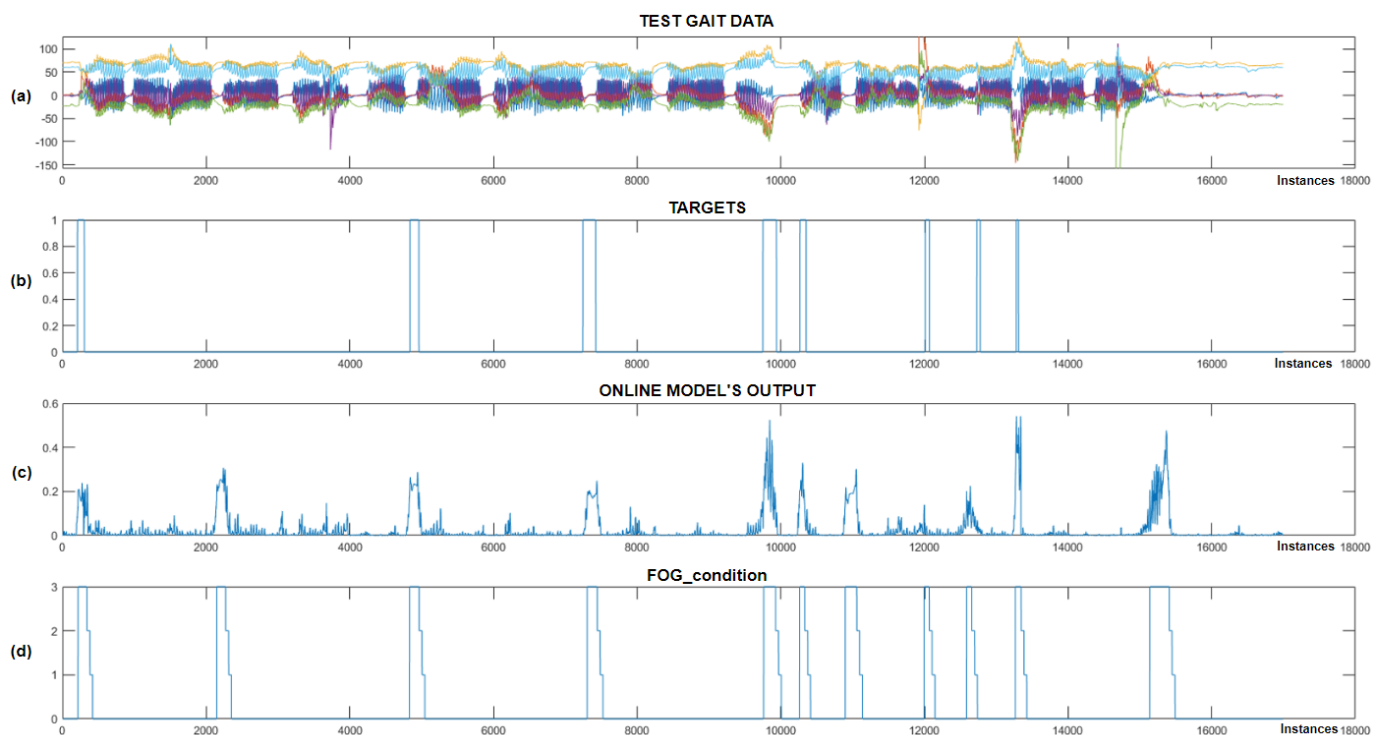 TEST GAIT DATA
(a)
100
50
0
-50
-100
-150
0 2000 4000 6000 8000 10000 12000 14000 16000 Instances 18000
TARGETS
(b)
1
0.8
0.6
0.4
0.2
0
0 2000 4000 6000 8000 10000 12000 14000 16000 Instances 18000
ONLINE MODEL'S OUTPUT
(c)
0.6
0.4
0.2
0
0 2000 4000 6000 8000 10000 12000 14000 16000 Instances 18000
FOG_condition
(d)
3
2
1
0
0 2000 4000 6000 8000 10000 12000 14000 16000 Instances 18000